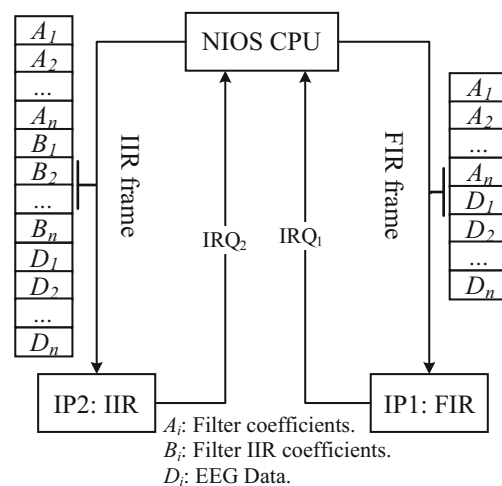 NIOS CPU
A1
A2
...
An
B1
B2
...
Bn
D1
D2
...
Dn
IIR frame
IRQ2
IRQ1
FIR frame
A1
A2
...
An
D1
D2
...
Dn
IP2: IIR
IP1: FIR
Ai: Filter coefficients.
Bi: Filter IIR coefficients.
Di: EEG Data.